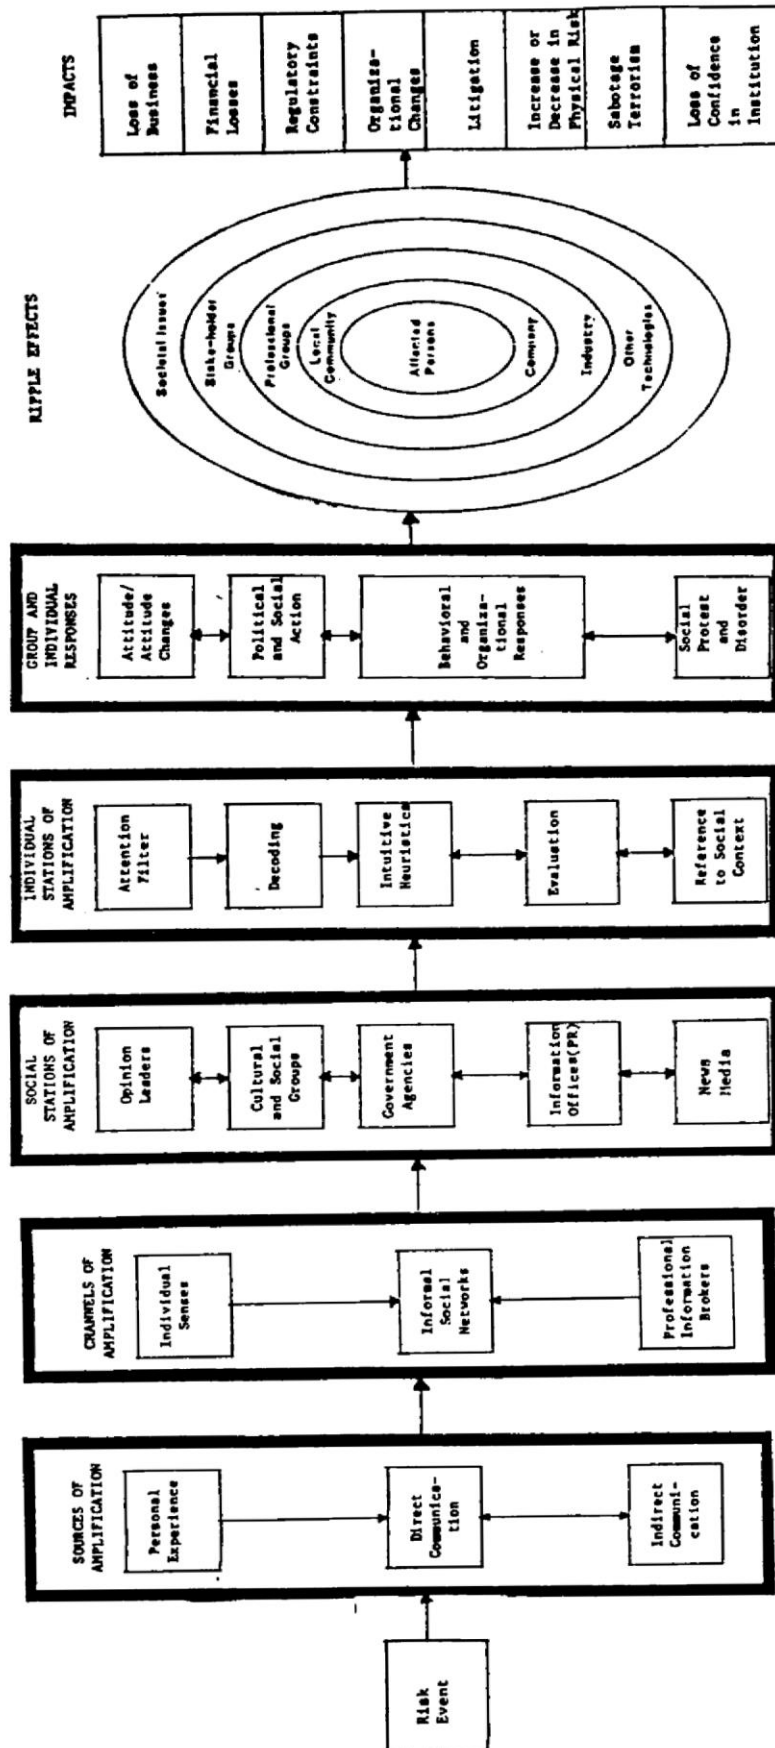 Risk
Event
SOURCES OF
AMPLIFICATION
Personal
Experience
Direct
Communica-
tion
Indirect
Communi-
cation
CHANNELS OF
AMPLIFICATION
Individual
Senses
Informal
Social
Networks
Professional
Information
Brokers
SOCIAL
STATIONS OF
AMPLIFICATION
Opinion
Leaders
Cultural
and Social
Groups
Government
Agencies
Information
Offices(PR)
News
Media
INDIVIDUAL
STATIONS OF
AMPLIFICATION
Attention
Filter
Decoding
Intuitive
Heuristics
Evaluation
Reference
to Social
Context
GROUP AND
INDIVIDUAL
RESPONSES
Attitude/
Attitude
Changes
Political
and Social
Action
Behavioral
and
Organiza-
tional
Responses
Social
Protest
and
Disorder
RIPPLE EFFECTS
Societal Issues
Stake-holder
Groups
Professional
Groups
Local
Community
Affected
Persons
Company
Industry
Other
Technologies
IMPACTS
Loss of
Business
Financial
Losses
Regulatory
Constraints
Organiza-
tional
Changes
Litigation
Increase or
Decrease in
Physical Risk
Sabotage
Terrorism
Loss of
Confidence
in
Institution